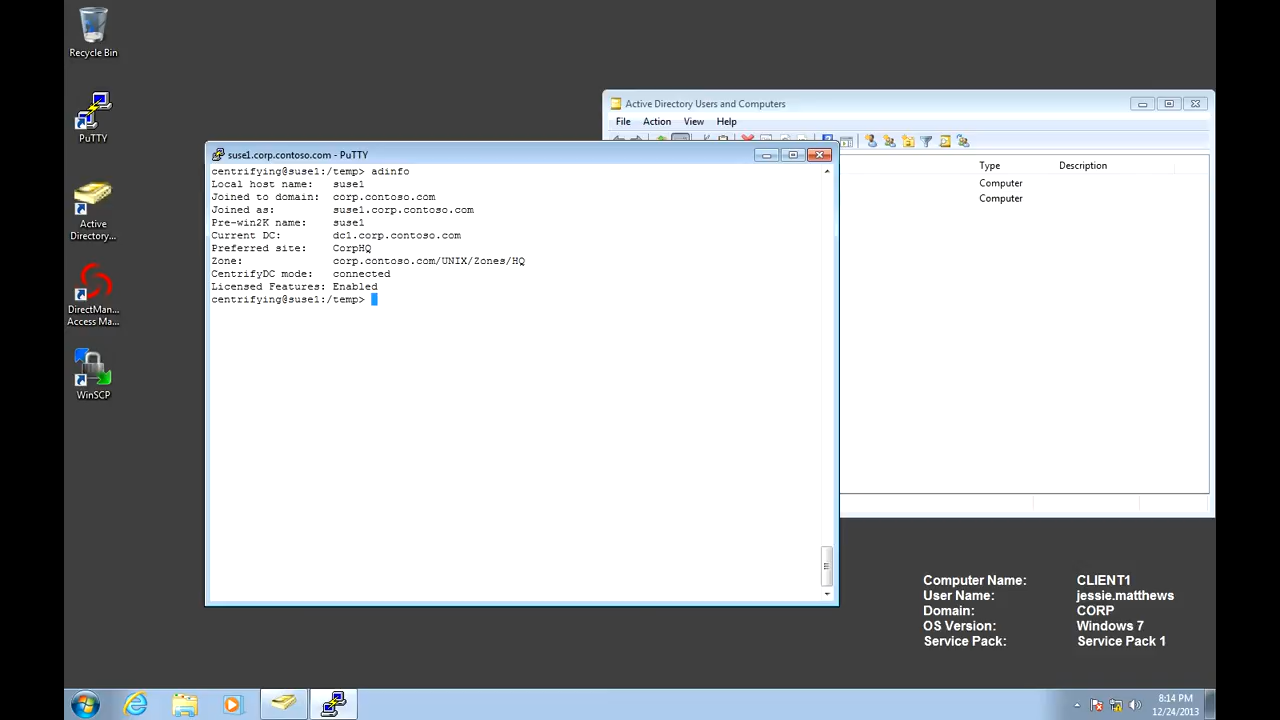 Recycle Bin
PuTTY
Active
Directory...
DirectMan...
Access Ma...
WinSCP
Active Directory Users and Computers
File Action View Help
Type Description
Computer
Computer
suse1.corp.contoso.com - PuTTY
centrifying@suse1:/temp> adinfo
Local host name: suse1
Joined to domain: corp.contoso.com
Joined as: suse1.corp.contoso.com
Pre-win2K name: suse1
Current DC: dc1.corp.contoso.com
Preferred site: CorpHQ
Zone: corp.contoso.com/UNIX/Zones/HQ
CentrifyDC mode: connected
Licensed Features: Enabled
centrifying@suse1:/temp>
Computer Name: CLIENT1
User Name: jessie.matthews
Domain: CORP
OS Version: Windows 7
Service Pack: Service Pack 1
8:14 PM
12/24/2013